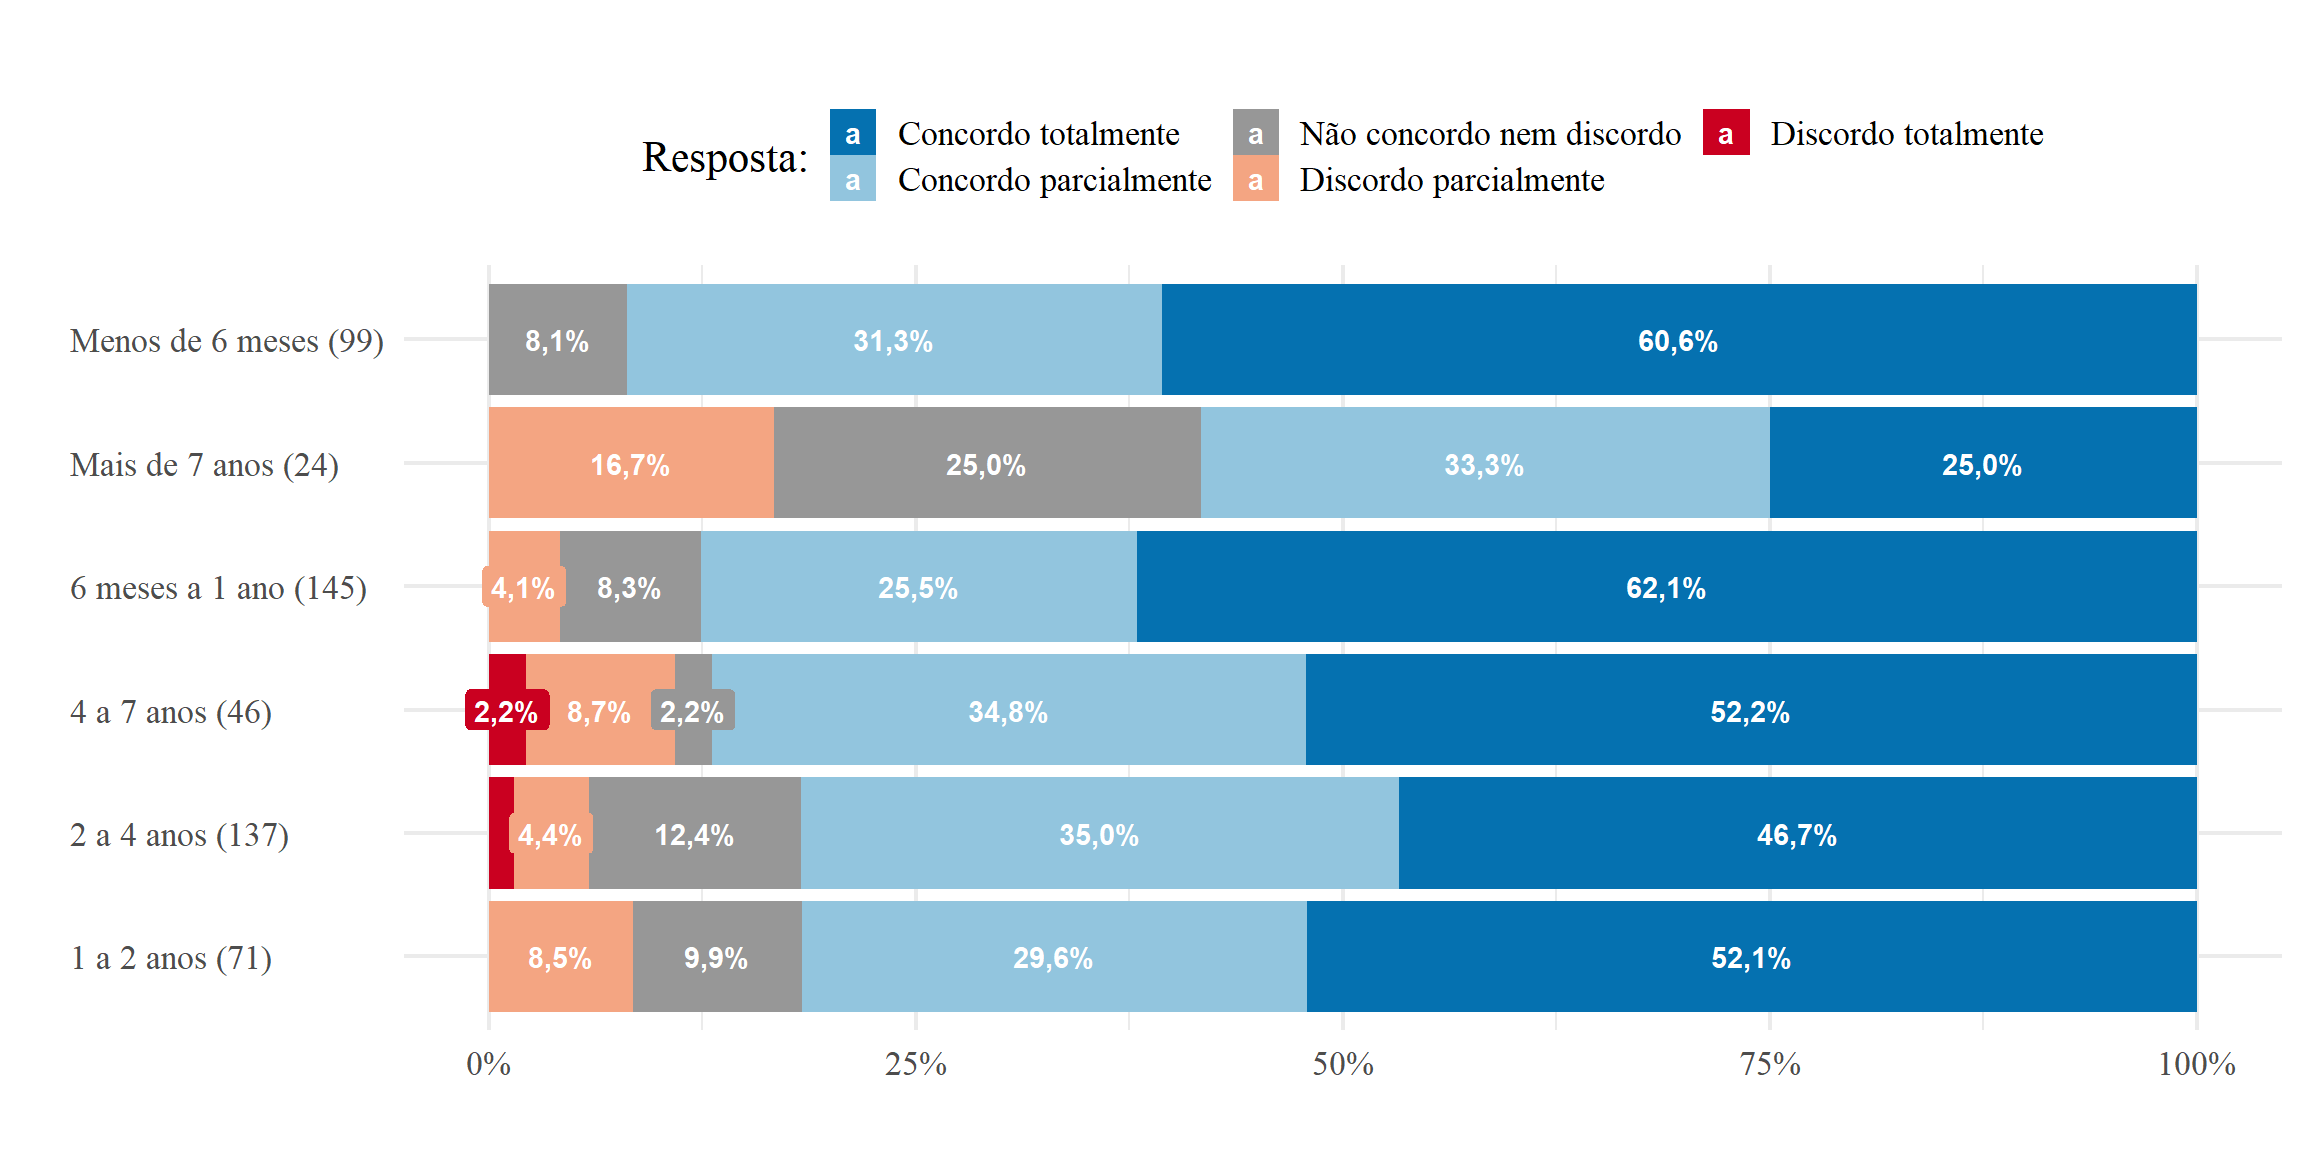 Resposta:
a Concordo totalmente
a Concordo parcialmente
a Não concordo nem discordo
a Discordo parcialmente
a Discordo totalmente
Menos de 6 meses (99) 8,1% 31,3% 60,6%
Mais de 7 anos (24) 16,7% 25,0% 33,3% 25,0%
6 meses a 1 ano (145) 4,1% 8,3% 25,5% 62,1%
4 a 7 anos (46) 2,2% 8,7% 2,2% 34,8% 52,2%
2 a 4 anos (137) 4,4% 12,4% 35,0% 46,7%
1 a 2 anos (71) 8,5% 9,9% 29,6% 52,1%
0% 25% 50% 75% 100%